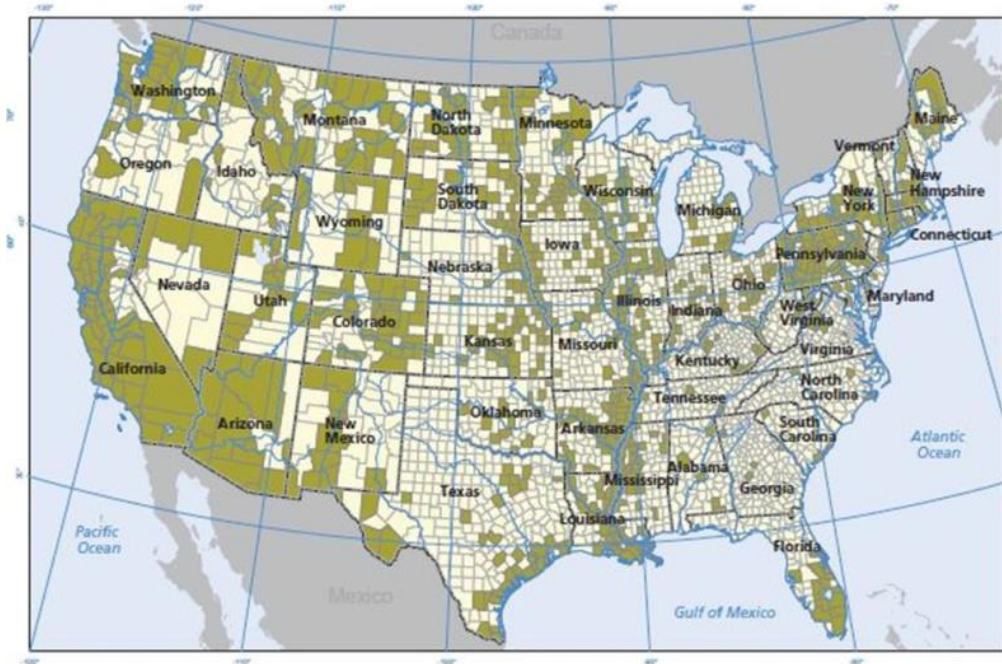 Canada
Washington
Montana
North
Dakota
Minnesota
Maine
Vermont
Oregon
Idaho
South
Dakota
Wisconsin
New
Hampshire
Wyoming
Michigan
New
York
Iowa
Connecticut
Nebraska
Pennsylvania
Nevada
Utah
Illinois
Indiana
Ohio
Maryland
West
Virginia
Colorado
Kansas
Missouri
Kentucky
Virginia
California
Tennessee
North
Carolina
Arizona
New
Mexico
Oklahoma
Arkansas
South
Carolina
Atlantic
Ocean
Mississippi
Alabama
Georgia
Texas
Louisiana
Pacific
Ocean
Florida
Mexico
Gulf of Mexico